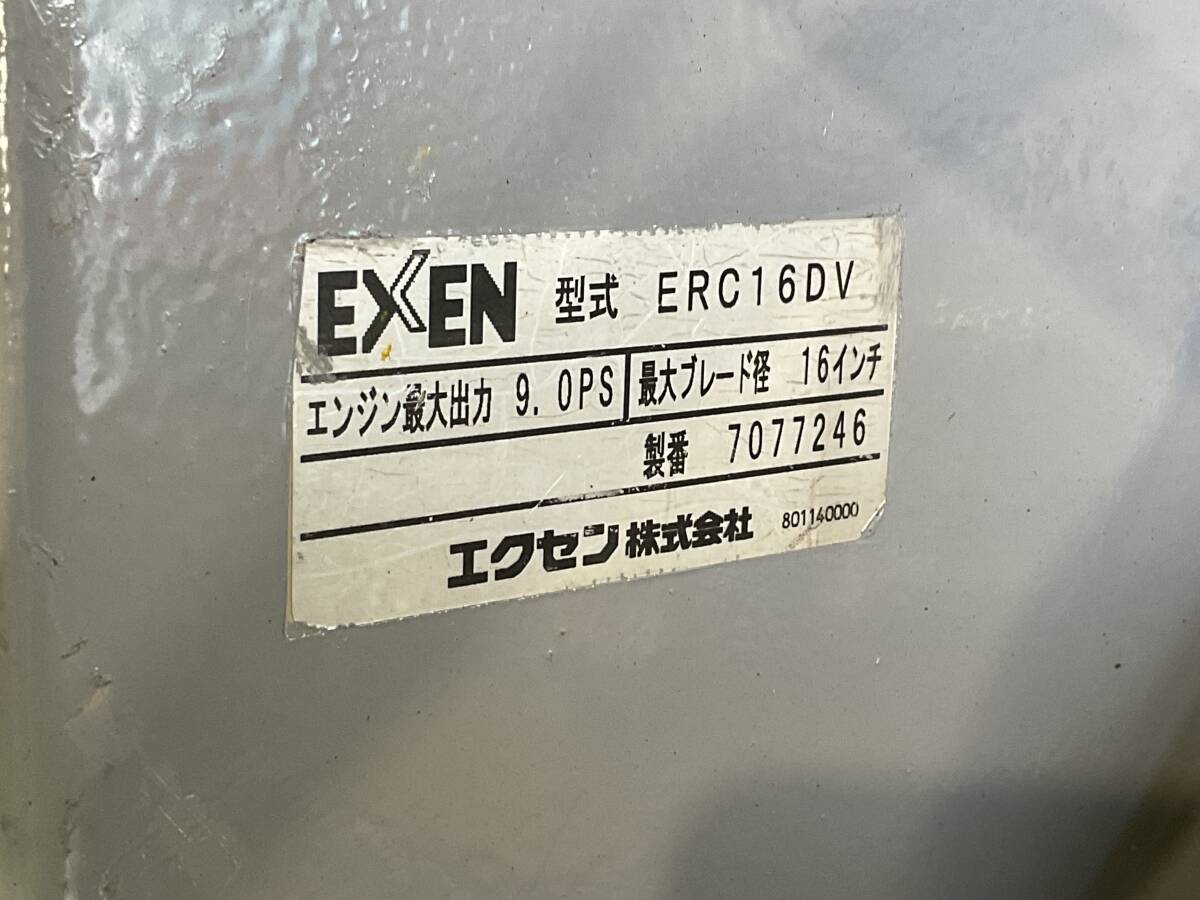 EXEN 型式 ERC16DV
エンジン最大出力 9.0PS 最大ブレード径 16インチ
製番 7077246
エクセン株式会社 801140000